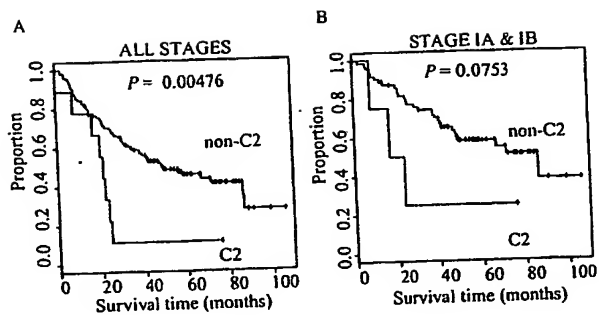 A
ALL STAGES
P = 0.00476
non-C2
C2
Proportion
0.0 0.2 0.4 0.6 0.8 1.0
0 20 40 60 80 100
Survival time (months)
B
STAGE IA & IB
P = 0.0753
non-C2
C2
Proportion
0.0 0.2 0.4 0.6 0.8 1.0
0 20 40 60 80 100
Survival time (months)